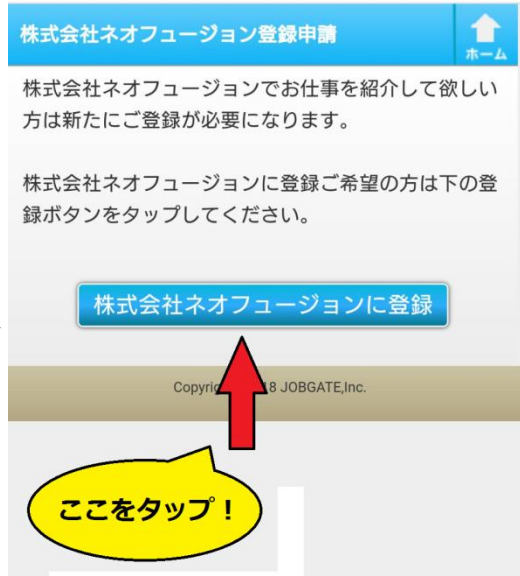 株式会社ネオフュージョン登録申請
ホーム
株式会社ネオフュージョンでお仕事を紹介して欲しい
方は新たにご登録が必要になります。
株式会社ネオフュージョンに登録ご希望の方は下の登
録ボタンをタップしてください。
株式会社ネオフュージョンに登録
18 JOBGATE,Inc.
ここをタップ！